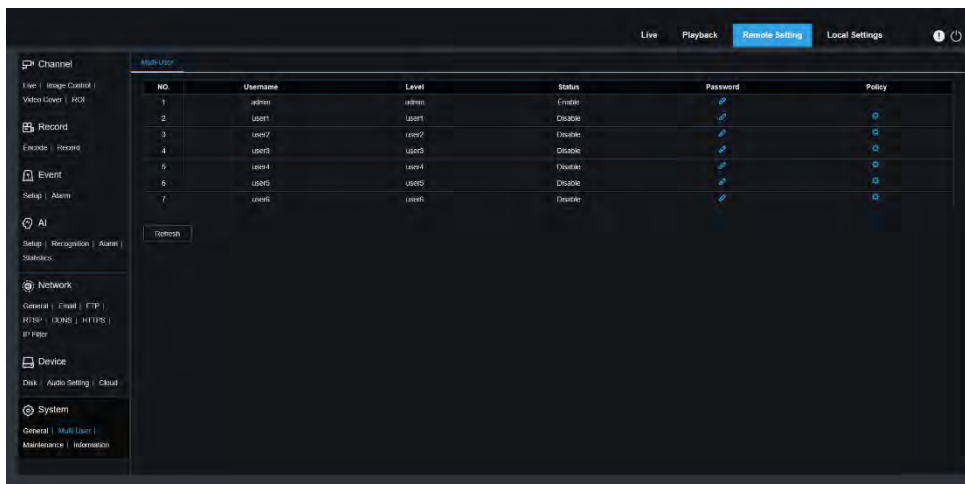 Live Playback Remote Setting Local Settings
Channel
Live | Image Control |
Video Cover | ROI
Record
Encode | Record
Event
Setup | Alarm
AI
Setup | Recognition | Alarm |
Statistics
Network
General | Email | FTP |
RTSP | DDNS | HTTPS |
IP Filter
Device
Disk | Audio Setting | Cloud
System
General | Multi User |
Maintenance | Information
Multi-User
NO. Username Level Status Password Policy
1 admin admin Enable
2 user1 user1 Disable
3 user2 user2 Disable
4 user3 user3 Disable
5 user4 user4 Disable
6 user5 user5 Disable
7 user6 user6 Disable
Refresh